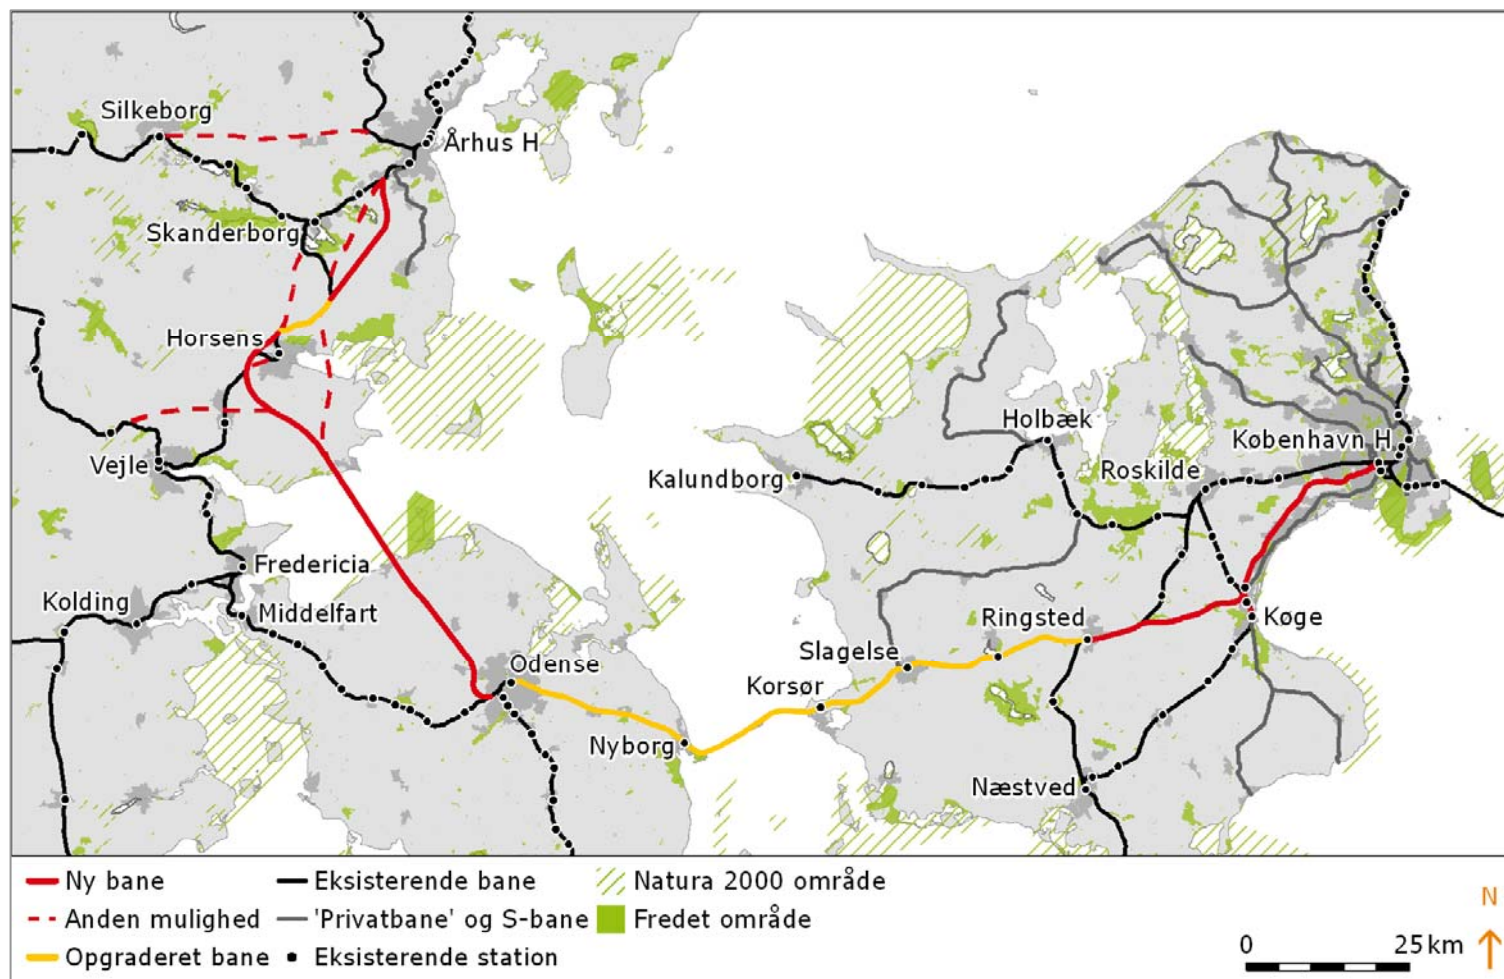 Silkeborg
Århus H
Skanderborg
Horsens
Holbæk
København H
Vejle
Kalundborg
Roskilde
Fredericia
Kolding
Middelfart
Ringsted
Køge
Odense
Slagelse
Korsør
Nyborg
Næstved
Ny bane
Eksisterende bane
Natura 2000 område
Anden mulighed
'Privatbane' og S-bane
Fredet område
Opgraderet bane
Eksisterende station
0
25 km
N